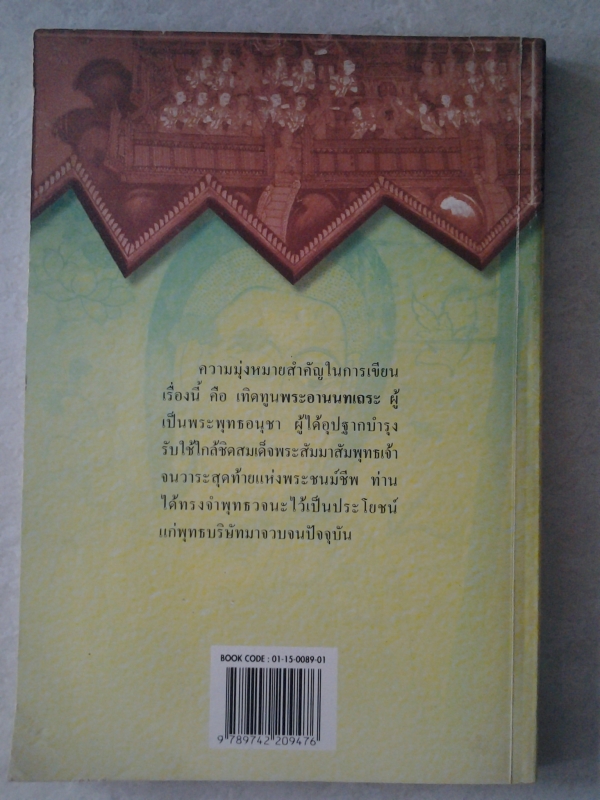 ความมุ่งหมายสำคัญในการเขียน
เรื่องนี้ คือ เทิดทูนพระอานนทเถระ ผู้
เป็นพระพุทธอนุชา ผู้ได้อุปฐากบำรุง
รับใช้ใกล้ชิดสมเด็จพระสัมมาสัมพุทธเจ้า
จนวาระสุดท้ายแห่งพระชนม์ชีพ ท่าน
ได้ทรงจำพุทธวจนะไว้เป็นประโยชน์
แก่พุทธบริษัทมาจวบจนปัจจุบัน
BOOK CODE : 01-15-0089-01
9 789742 209476